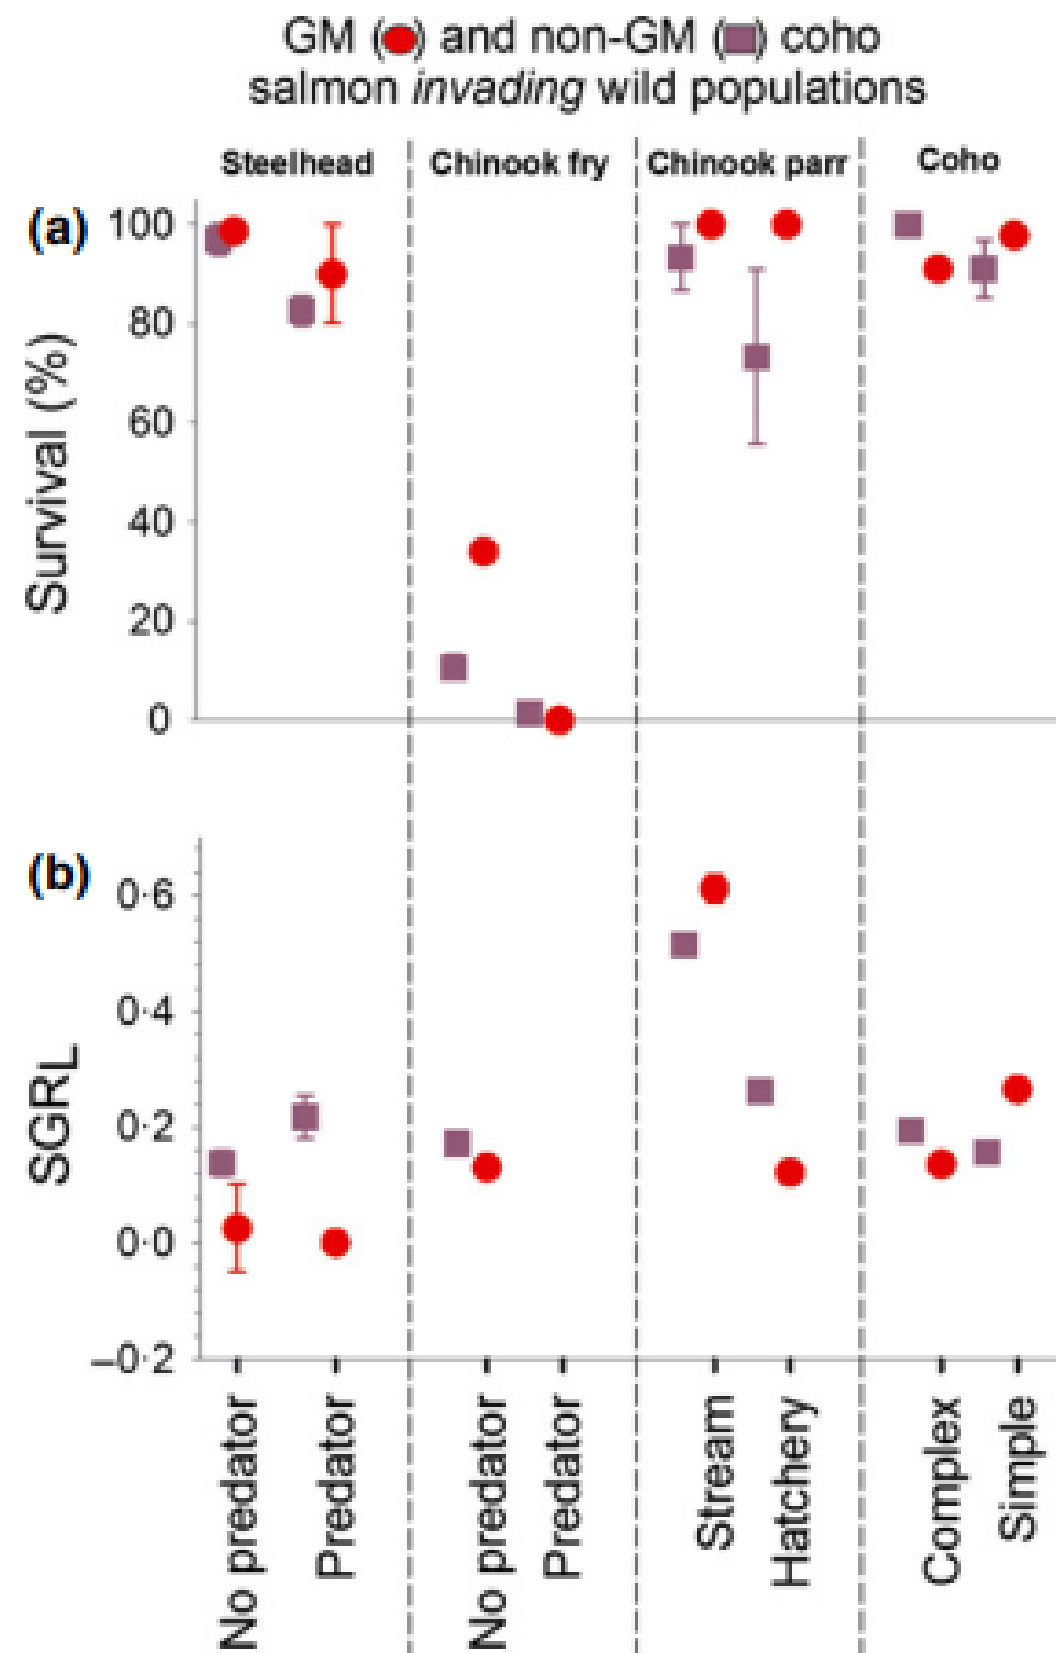 GM (●) and non-GM (■) coho
salmon invading wild populations
Steelhead Chinook fry Chinook parr Coho
(a)
Survival (%)
100
80
60
40
20
0
(b)
SGRL
0·6
0·4
0·2
0·0
–0·2
No predator
Predator
No predator
Predator
Stream
Hatchery
Complex
Simple